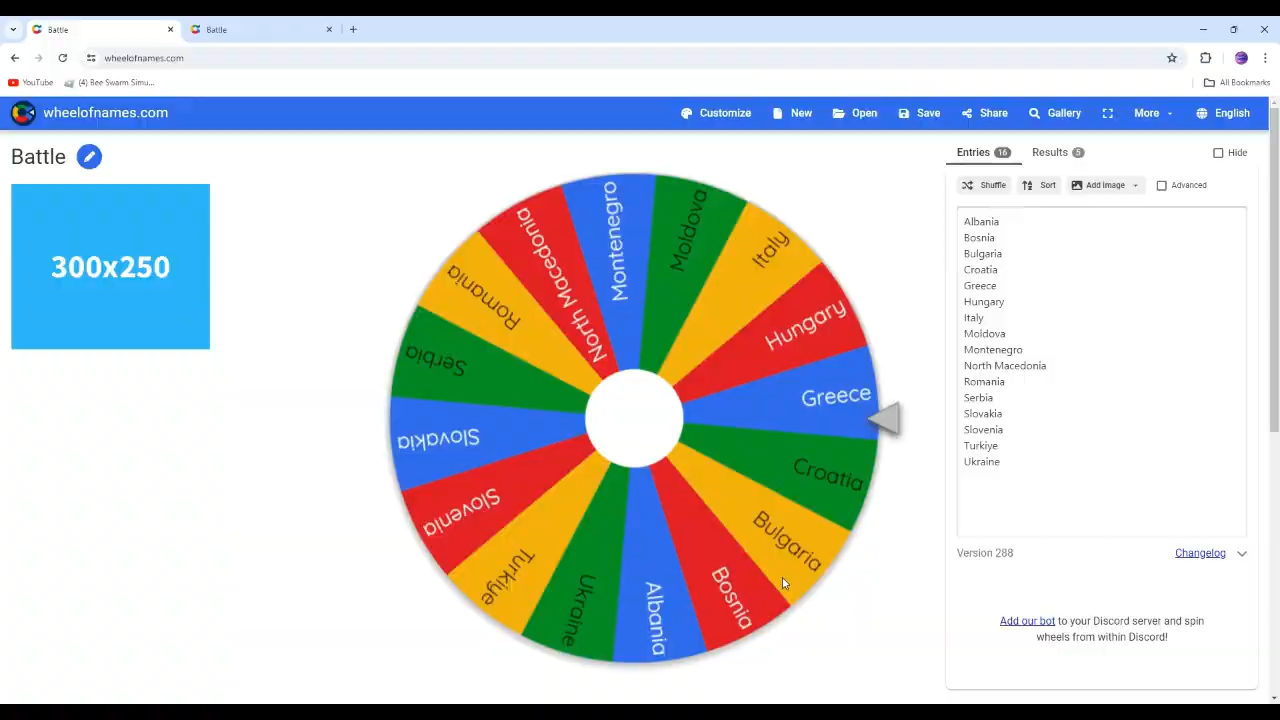 Battle
Battle
wheelofnames.com
YouTube
(4) Bee Swarm Simu...
All Bookmarks
wheelofnames.com
Customize
New
Open
Save
Share
Gallery
More
English
Battle
300x250
Montenegro
Moldova
Italy
Hungary
Greece
Croatia
Bulgaria
Bosnia
Albania
Ukraine
Turkiye
Slovenia
Slovakia
Serbia
Romania
North Macedonia
Entries 16
Results 5
Hide
Shuffle
Sort
Add image
Advanced
Albania
Bosnia
Bulgaria
Croatia
Greece
Hungary
Italy
Moldova
Montenegro
North Macedonia
Romania
Serbia
Slovakia
Slovenia
Turkiye
Ukraine
Version 288
Changelog
Add our bot to your Discord server and spin
wheels from within Discord!